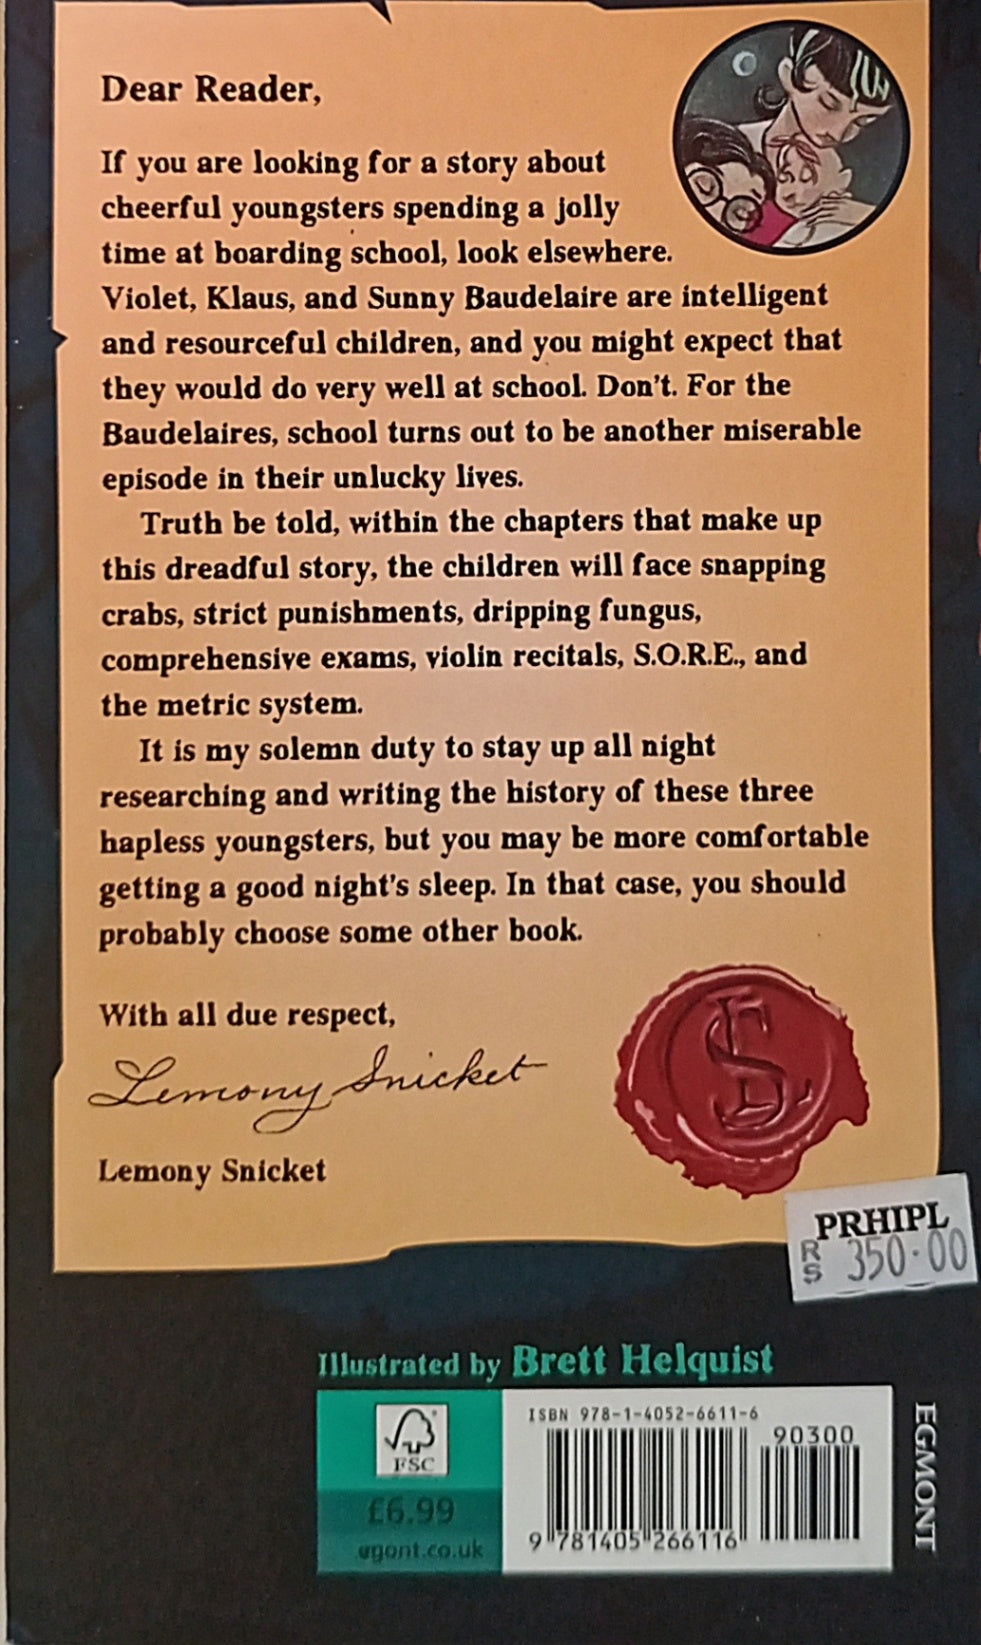 Dear Reader,
If you are looking for a story about
cheerful youngsters spending a jolly
time at boarding school, look elsewhere.
Violet, Klaus, and Sunny Baudelaire are intelligent
and resourceful children, and you might expect that
they would do very well at school. Don't. For the
Baudelaires, school turns out to be another miserable
episode in their unlucky lives.
Truth be told, within the chapters that make up
this dreadful story, the children will face snapping
crabs, strict punishments, dripping fungus,
comprehensive exams, violin recitals, S.O.R.E., and
the metric system.
It is my solemn duty to stay up all night
researching and writing the history of these three
hapless youngsters, but you may be more comfortable
getting a good night's sleep. In that case, you should
probably choose some other book.
With all due respect,
Lemony Snicket
Lemony Snicket
LS
PRHIPL
RS 350.00
Illustrated by Brett Helquist
ISBN 978-1-4052-6611-6
90300
FSC
£6.99
egont.co.uk
9 781405 266116
EGMONT